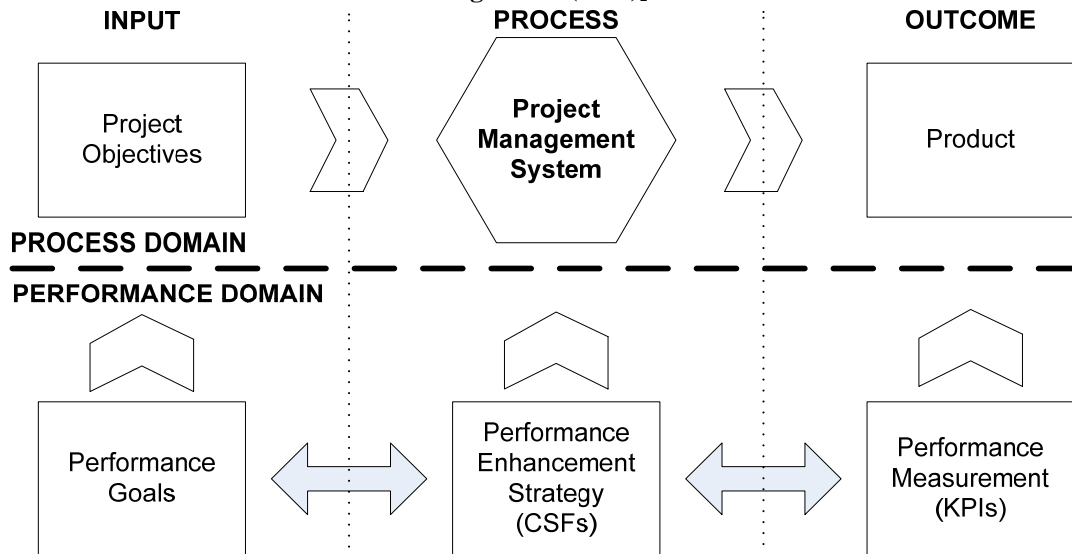 INPUT
PROCESS
OUTCOME
Project
Objectives
Project
Management
System
Product
PROCESS DOMAIN
PERFORMANCE DOMAIN
Performance
Goals
Performance
Enhancement
Strategy
(CSFs)
Performance
Measurement
(KPIs)